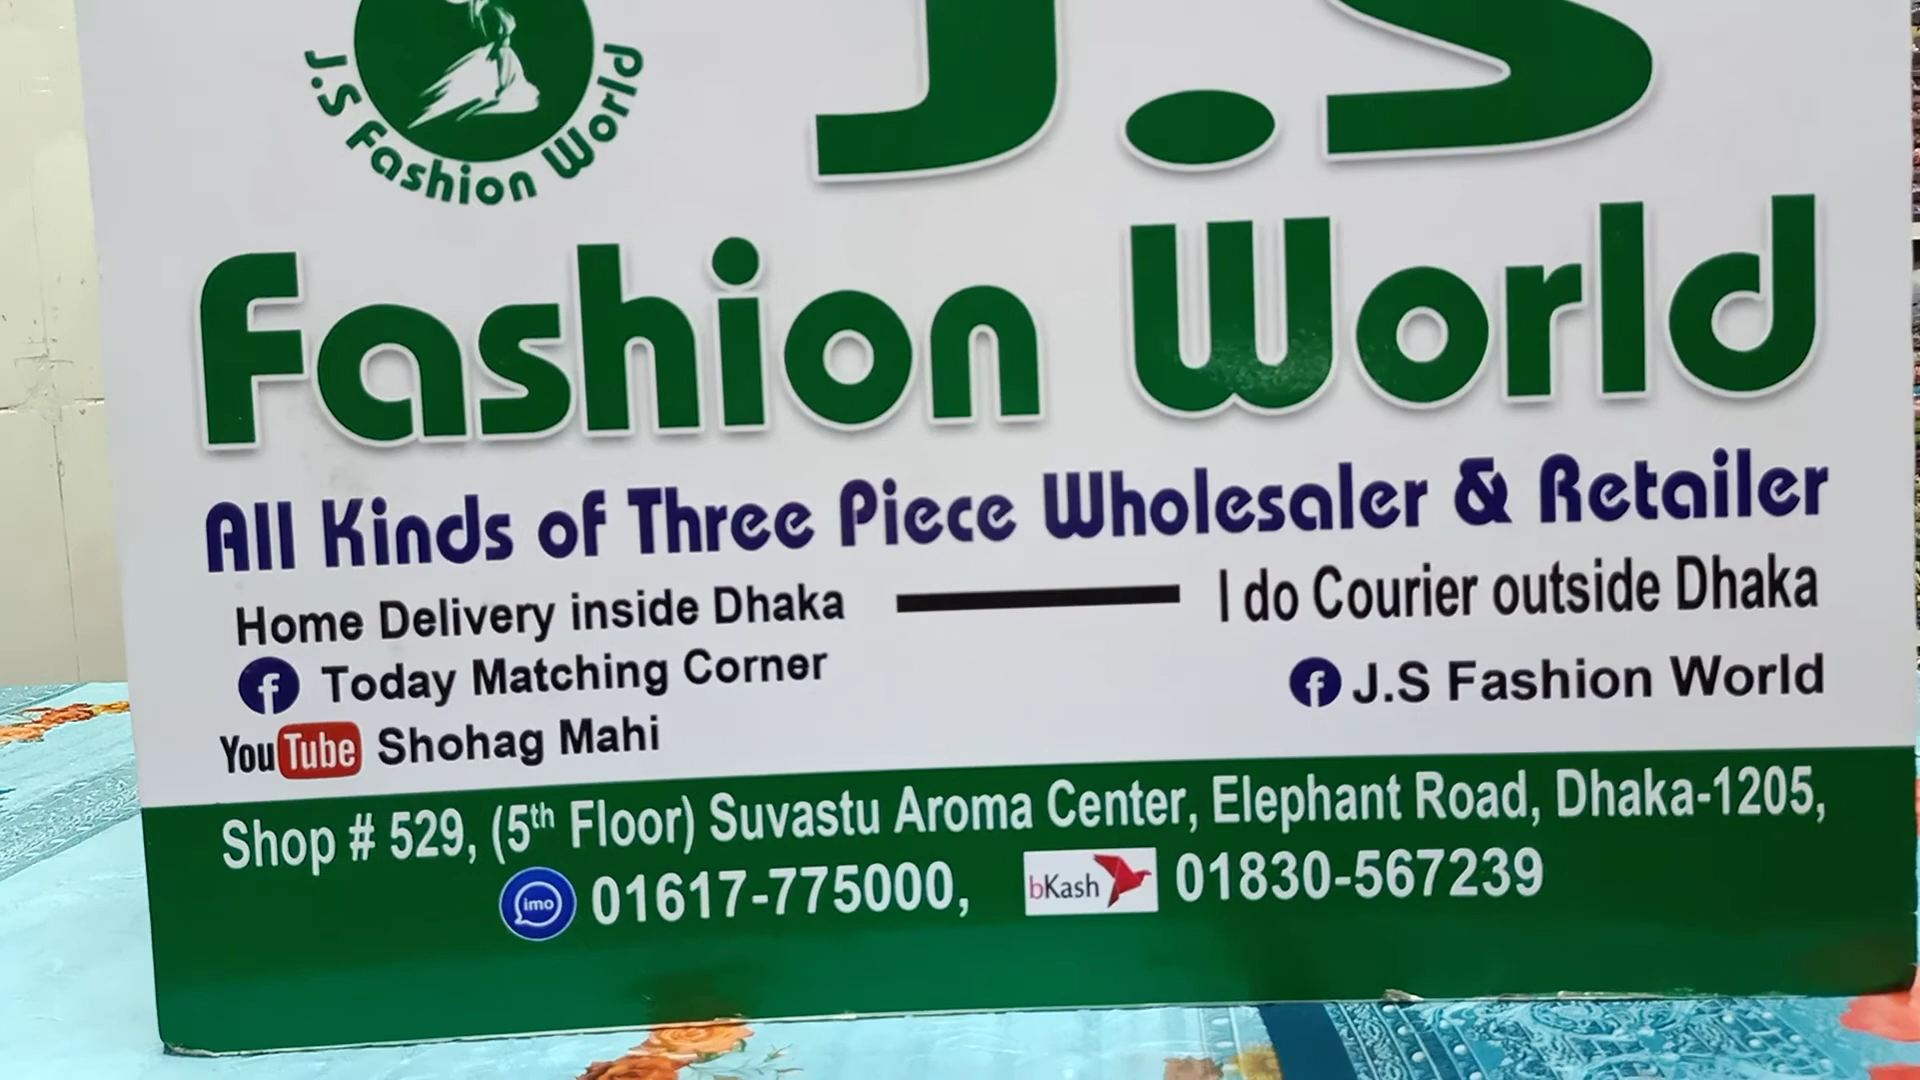 J.S Fashion World
J.S
Fashion World
All Kinds of Three Piece Wholesaler & Retailer
Home Delivery inside Dhaka
I do Courier outside Dhaka
f Today Matching Corner
f J.S Fashion World
YouTube Shohag Mahi
Shop # 529, (5th Floor) Suvastu Aroma Center, Elephant Road, Dhaka-1205,
imo 01617-775000, bKash 01830-567239